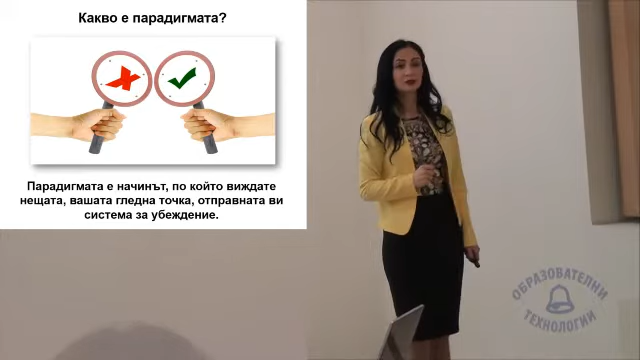 Какво е парадигмата?
Парадигмата е начинът, по който виждате
нещата, вашата гледна точка, отправната ви
система за убеждение.
ОБРАЗОВАТЕЛНИ
ТЕХНОЛОГИИ